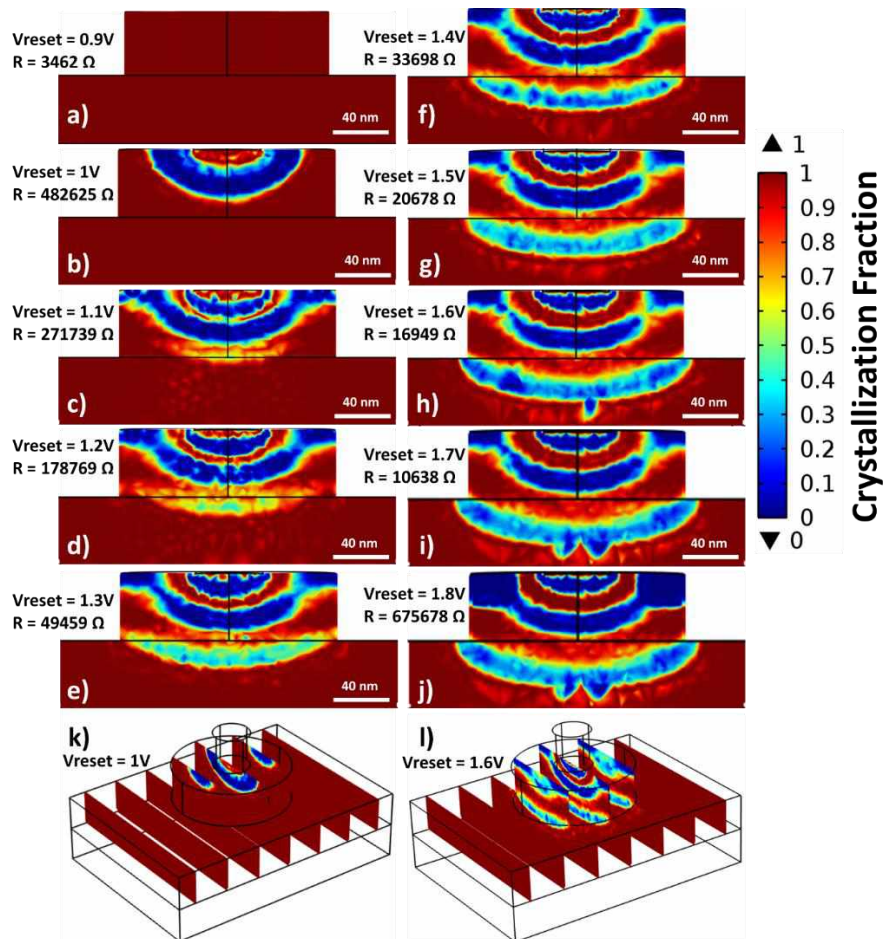 Vreset = 0.9V
R = 3462 Ω
a)
40 nm
Vreset = 1V
R = 482625 Ω
b)
40 nm
Vreset = 1.1V
R = 271739 Ω
c)
40 nm
Vreset = 1.2V
R = 178769 Ω
d)
40 nm
Vreset = 1.3V
R = 49459 Ω
e)
40 nm
Vreset = 1.4V
R = 33698 Ω
f)
40 nm
Vreset = 1.5V
R = 20678 Ω
g)
40 nm
Vreset = 1.6V
R = 16949 Ω
h)
40 nm
Vreset = 1.7V
R = 10638 Ω
i)
40 nm
Vreset = 1.8V
R = 675678 Ω
j)
40 nm
k)
Vreset = 1V
l)
Vreset = 1.6V
▲ 1
1
0.9
0.8
0.7
0.6
0.5
0.4
0.3
0.2
0.1
0
▼ 0
Crystallization Fraction